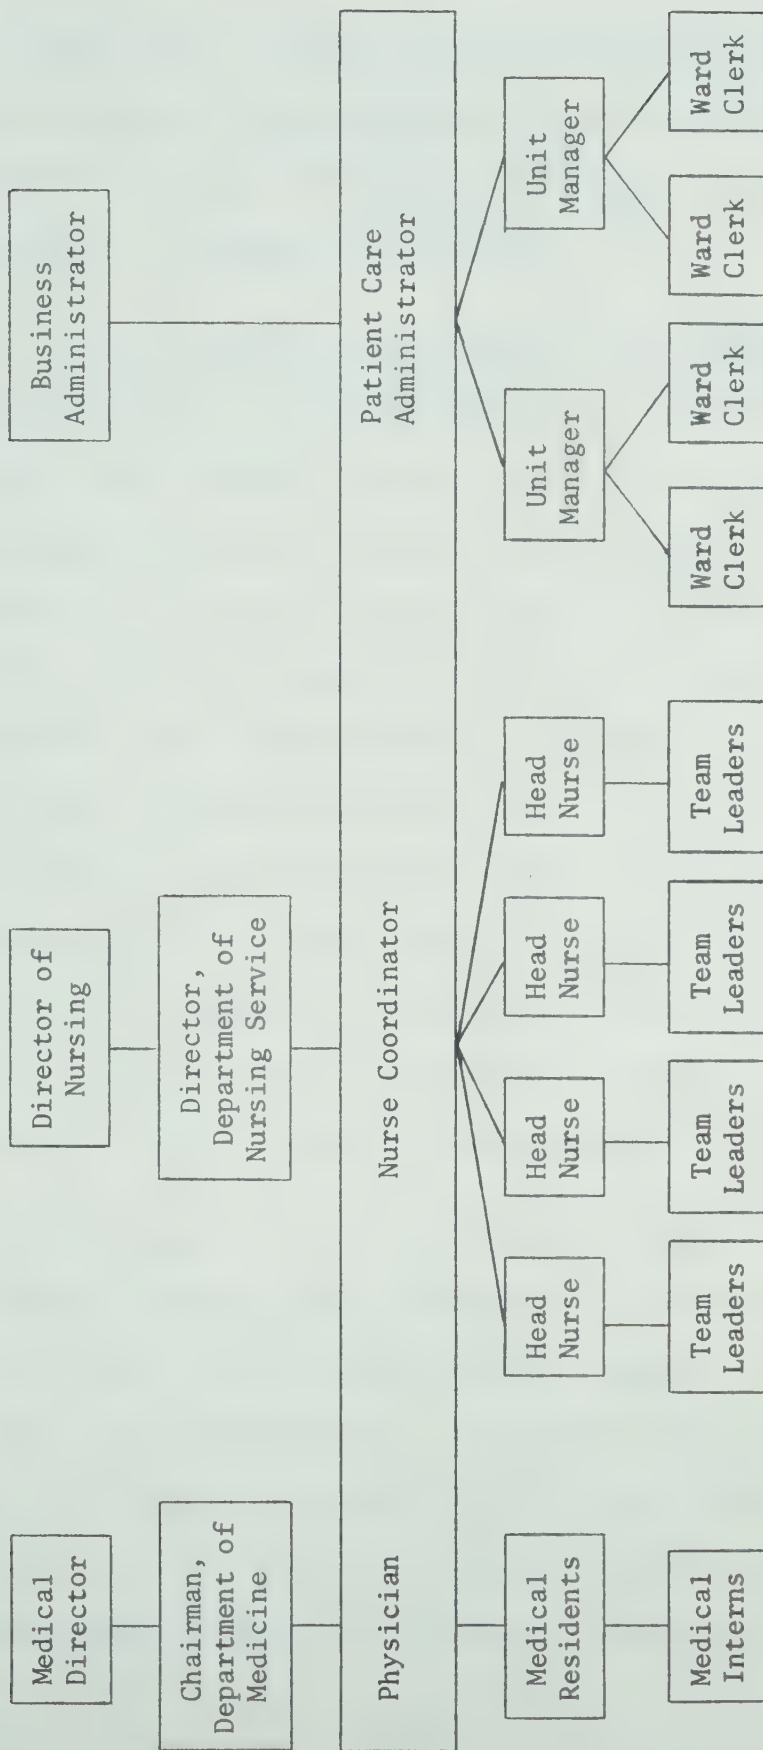 Medical
Director
Director of
Nursing
Business
Administrator
Chairman,
Department of
Medicine
Director,
Department of
Nursing Service
Physician
Nurse Coordinator
Patient Care
Administrator
Medical
Residents
Head
Nurse
Head
Nurse
Head
Nurse
Head
Nurse
Unit
Manager
Unit
Manager
Medical
Interns
Team
Leaders
Team
Leaders
Team
Leaders
Team
Leaders
Ward
Clerk
Ward
Clerk
Ward
Clerk
Ward
Clerk